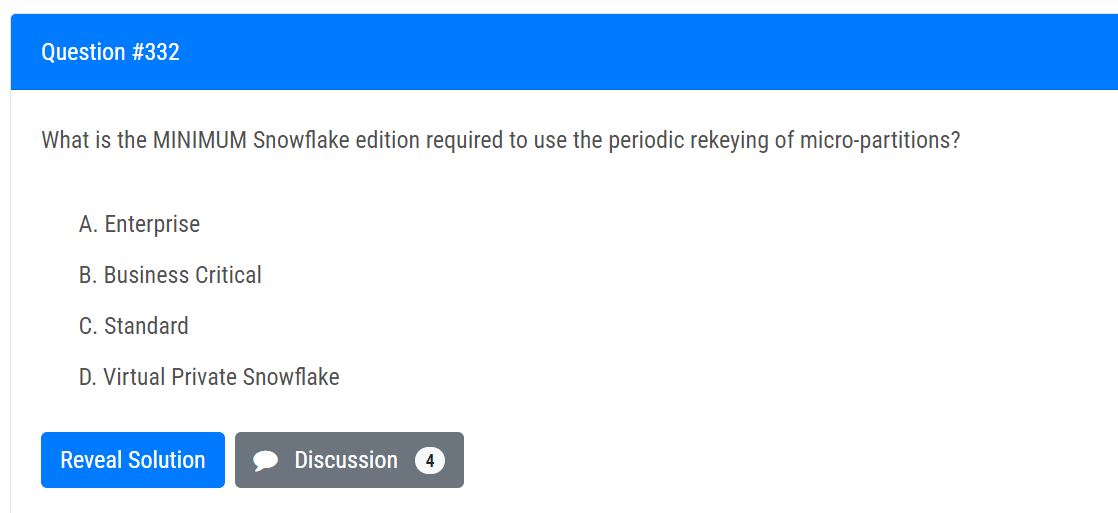 Question #332
What is the MINIMUM Snowflake edition required to use the periodic rekeying of micro-partitions?
A. Enterprise
B. Business Critical
C. Standard
D. Virtual Private Snowflake
Reveal Solution Discussion 4